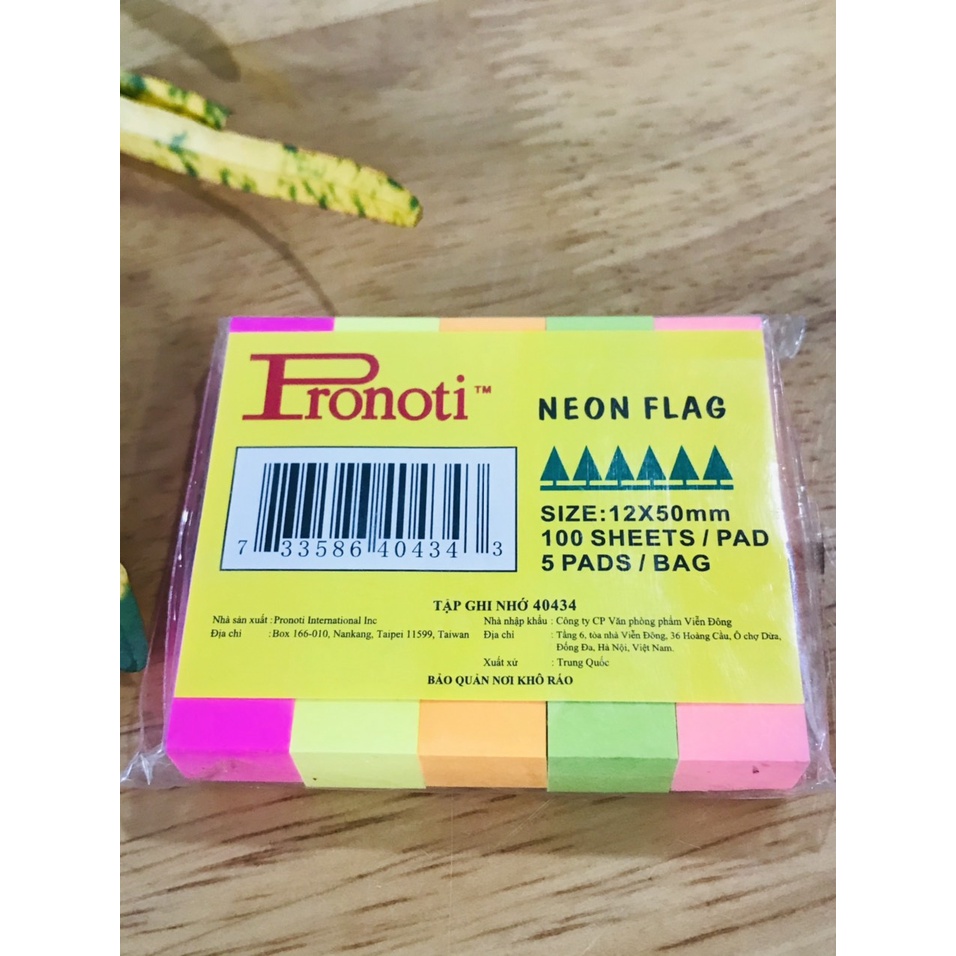 Pronoti™
NEON FLAG
7 33586 40434 3
SIZE:12X50mm
100 SHEETS / PAD
5 PADS / BAG
TẬP GHI NHỚ 40434
Nhà sản xuất : Pronoti International Inc
Địa chỉ : Box 166-010, Nankang, Taipei 11599, Taiwan
Nhà nhập khẩu : Công ty CP Văn phòng phẩm Viễn Đông
Địa chỉ : Tầng 6, tòa nhà Viễn Đông, 36 Hoàng Cầu, Ô chợ Dừa,
Đống Đa, Hà Nội, Việt Nam.
Xuất xứ : Trung Quốc
BẢO QUẢN NƠI KHÔ RÁO